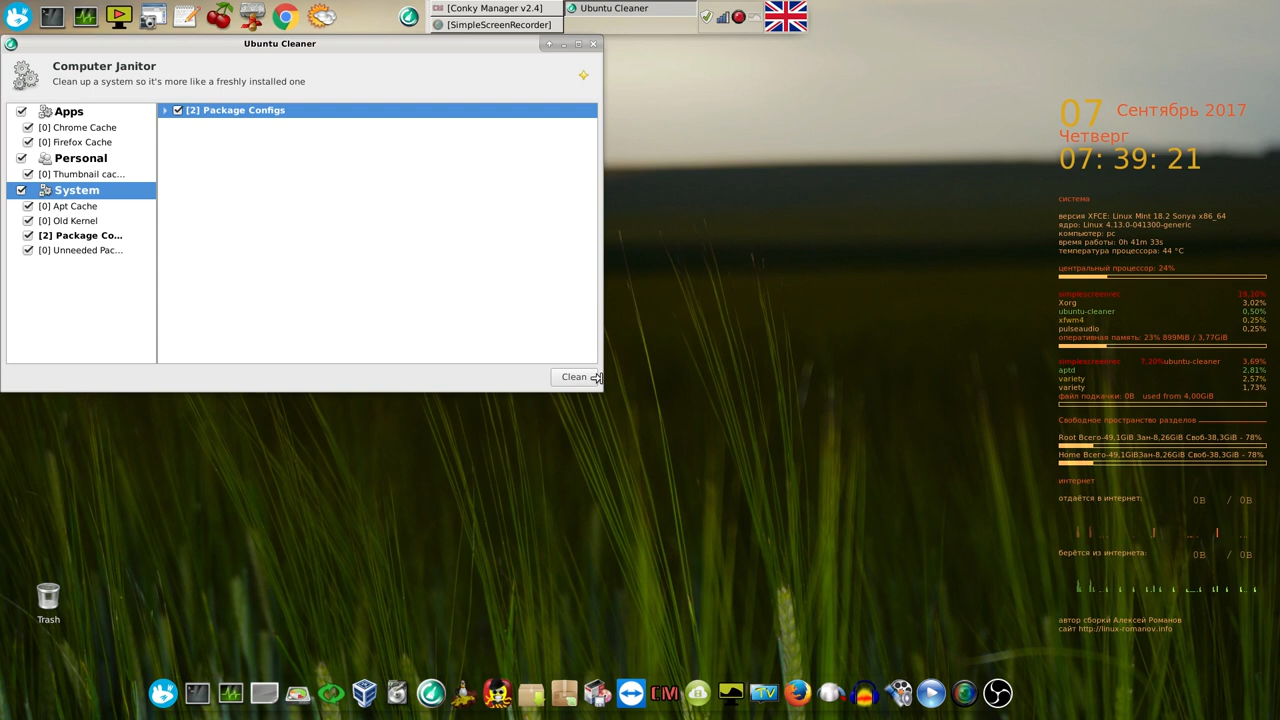 [Conky Manager v2.4]
Ubuntu Cleaner
[SimpleScreenRecorder]
Ubuntu Cleaner
Computer Janitor
Clean up a system so it's more like a freshly installed one
Apps
[0] Chrome Cache
[0] Firefox Cache
Personal
[0] Thumbnail cac...
System
[0] Apt Cache
[0] Old Kernel
[2] Package Co...
[0] Unneeded Pac...
[2] Package Configs
Clean
Trash
07 Сентябрь 2017
Четверг
07: 39: 21
система
версия XFCE: Linux Mint 18.2 Sonya x86_64
ядро: Linux 4.13.0-041300-generic
компьютер: pc
время работы: 0h 41m 33s
температура процессора: 44 °C
центральный процессор: 24%
simplescreenrec 19,10%
Xorg 3,02%
ubuntu-cleaner 0,50%
xfwm4 0,25%
pulseaudio 0,25%
оперативная память: 23% 899MiB / 3,77GiB
simplescreenrec 7,20%ubuntu-cleaner 3,69%
aptd 2,81%
variety 2,57%
variety 1,73%
файл подкачки: 0B used from 4,00GiB
Свободное пространство разделов
Root Всего-49,1GiB Зан-8,26GiB Своб-38,3GiB - 78%
Home Всего-49,1GiBЗан-8,26GiB Своб-38,3GiB - 78%
интернет
отдаётся в интернет: 0B / 0B
берётся из интернета: 0B / 0B
автор сборки Алексей Романов
сайт http://linux-romanov.info
TV